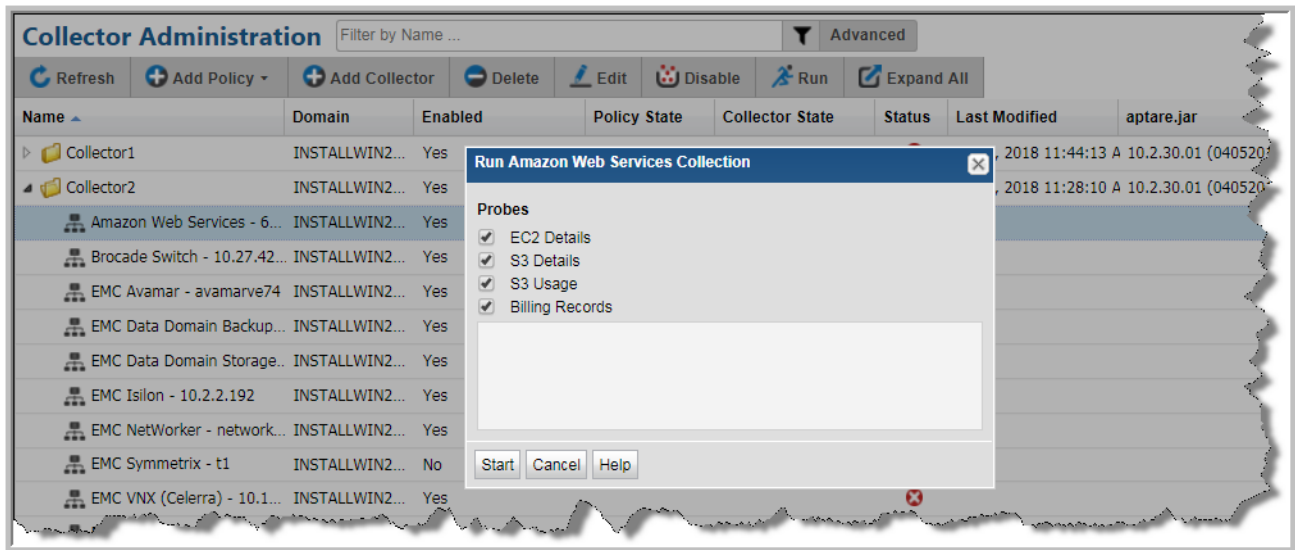 Collector Administration Filter by Name ... Advanced
Refresh Add Policy Add Collector Delete Edit Disable Run Expand All
Name Domain Enabled Policy State Collector State Status Last Modified aptare.jar
Collector1 INSTALLWIN2... Yes , 2018 11:44:13 A 10.2.30.01 (040520
Run Amazon Web Services Collection
Collector2 INSTALLWIN2... Yes , 2018 11:28:10 A 10.2.30.01 (040520
Amazon Web Services - 6... INSTALLWIN2... Yes
Probes
EC2 Details
S3 Details
S3 Usage
Billing Records
Brocade Switch - 10.27.42... INSTALLWIN2... Yes
EMC Avamar - avamarve74 INSTALLWIN2... Yes
EMC Data Domain Backup... INSTALLWIN2... Yes
EMC Data Domain Storage.. INSTALLWIN2... Yes
EMC Isilon - 10.2.2.192 INSTALLWIN2... Yes
EMC NetWorker - network... INSTALLWIN2... Yes
EMC Symmetrix - t1 INSTALLWIN2... No
Start Cancel Help
EMC VNX (Celerra) - 10.1... INSTALLWIN2... Yes